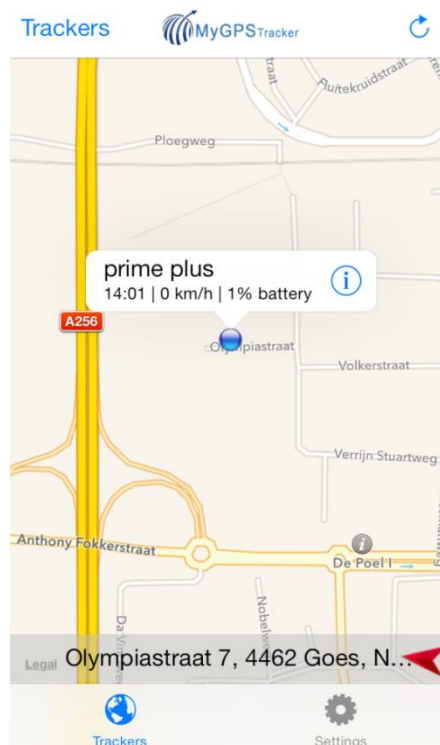 Trackers
MyGPSTracker
Fluitekruidstraat
Ploegweg
prime plus
14:01 | 0 km/h | 1% battery
i
A256
Olympiastraat
Volkerstraat
Verrijn Stuartweg
Anthony Fokkerstraat
i
De Poel I
Legal
Olympiastraat 7, 4462 Goes, N...
Trackers
Settings